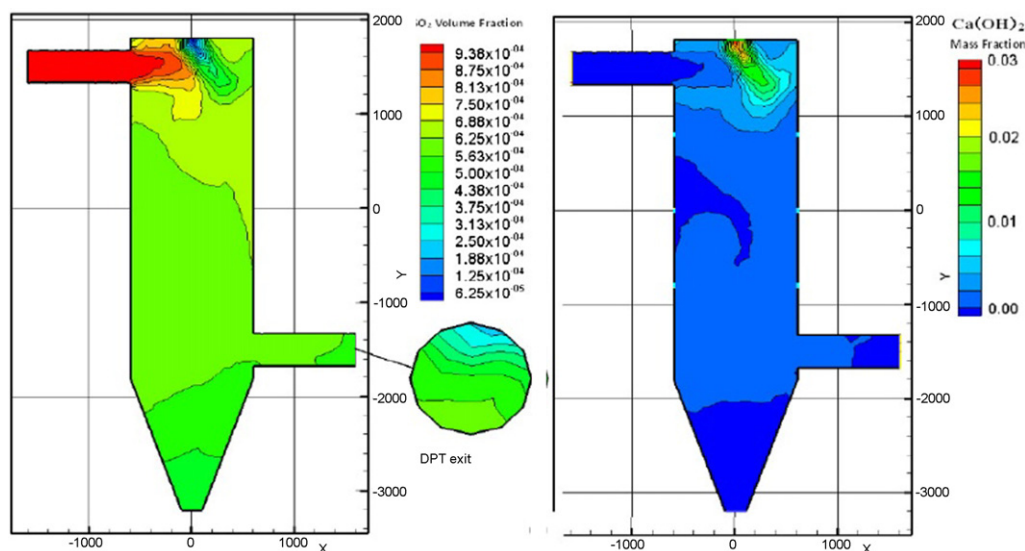 SO₂ Volume Fraction
9.38x10⁻⁰⁴
8.75x10⁻⁰⁴
8.13x10⁻⁰⁴
7.50x10⁻⁰⁴
6.88x10⁻⁰⁴
6.25x10⁻⁰⁴
5.63x10⁻⁰⁴
5.00x10⁻⁰⁴
4.38x10⁻⁰⁴
3.75x10⁻⁰⁴
3.13x10⁻⁰⁴
2.50x10⁻⁰⁴
1.88x10⁻⁰⁴
1.25x10⁻⁰⁴
6.25x10⁻⁰⁵
2000
1000
0
Y
-1000
-2000
-3000
DPT exit
-1000
0
X
1000
Ca(OH)₂
Mass Fraction
0.03
0.02
0.01
0.00
2000
1000
0
Y
-1000
-2000
-3000
-1000
0
X
1000